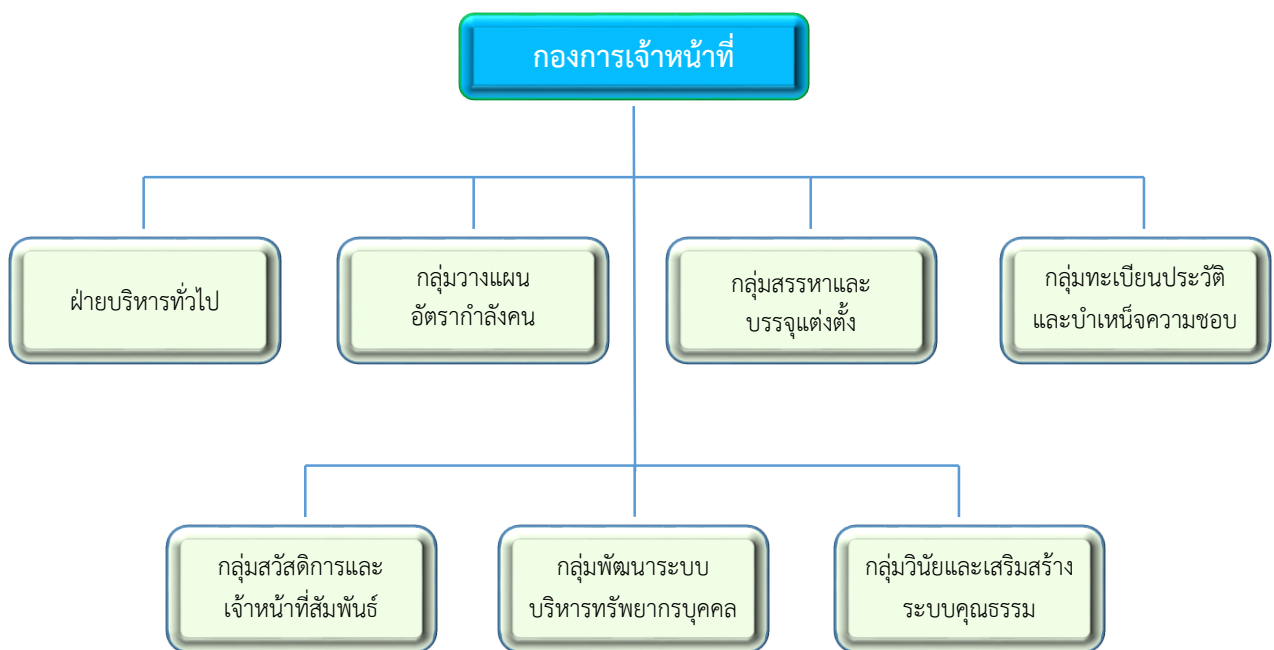 กองการเจ้าหน้าที่
ฝ่ายบริหารทั่วไป
กลุ่มวางแผน
อัตรากำลังคน
กลุ่มสรรหาและ
บรรจุแต่งตั้ง
กลุ่มทะเบียนประวัติ
และบำเหน็จความชอบ
กลุ่มสวัสดิการและ
เจ้าหน้าที่สัมพันธ์
กลุ่มพัฒนาระบบ
บริหารทรัพยากรบุคคล
กลุ่มวินัยและเสริมสร้าง
ระบบคุณธรรม